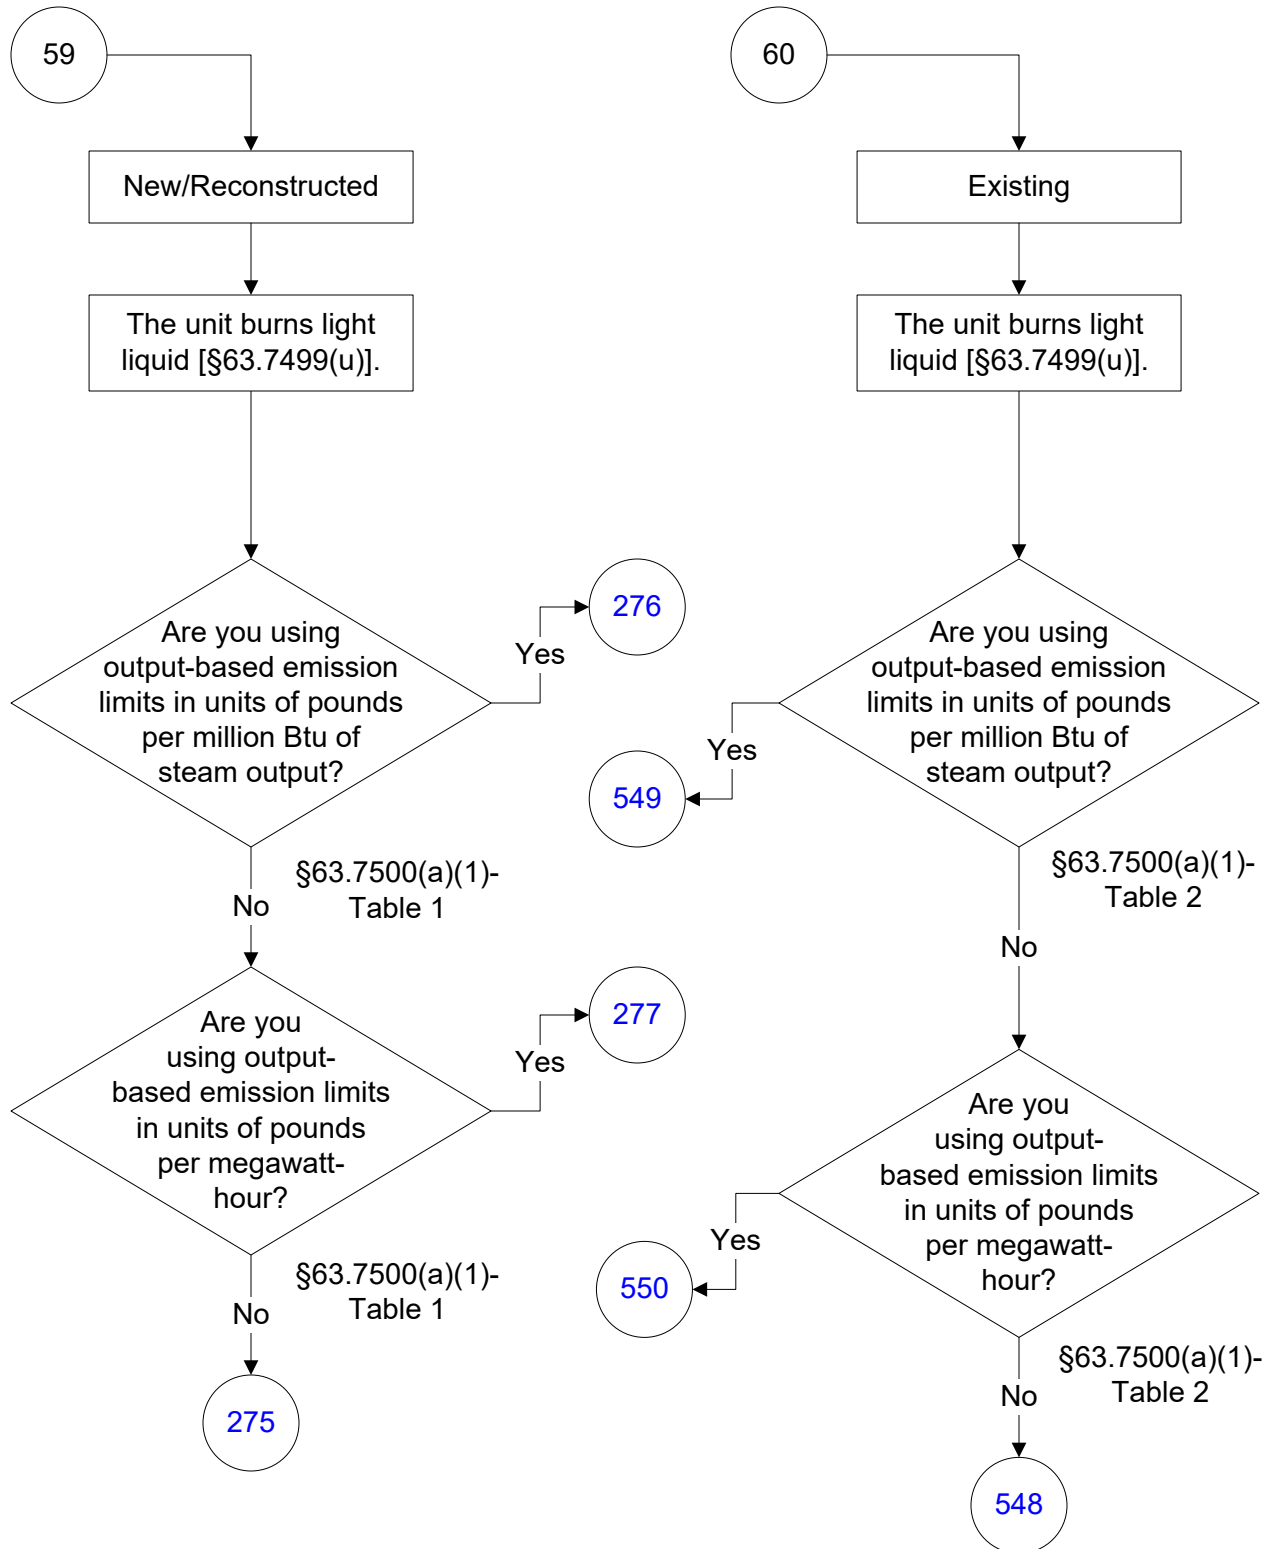 59
New/Reconstructed
The unit burns light
liquid [§63.7499(u)].
Are you using
output-based emission
limits in units of pounds
per million Btu of
steam output?
Yes
276
§63.7500(a)(1)-
Table 1
No
Are you
using output-
based emission limits
in units of pounds
per megawatt-
hour?
Yes
277
§63.7500(a)(1)-
Table 1
No
275
60
Existing
The unit burns light
liquid [§63.7499(u)].
Are you using
output-based emission
limits in units of pounds
per million Btu of
steam output?
Yes
549
§63.7500(a)(1)-
Table 2
No
Are you
using output-
based emission limits
in units of pounds
per megawatt-
hour?
Yes
550
§63.7500(a)(1)-
Table 2
No
548